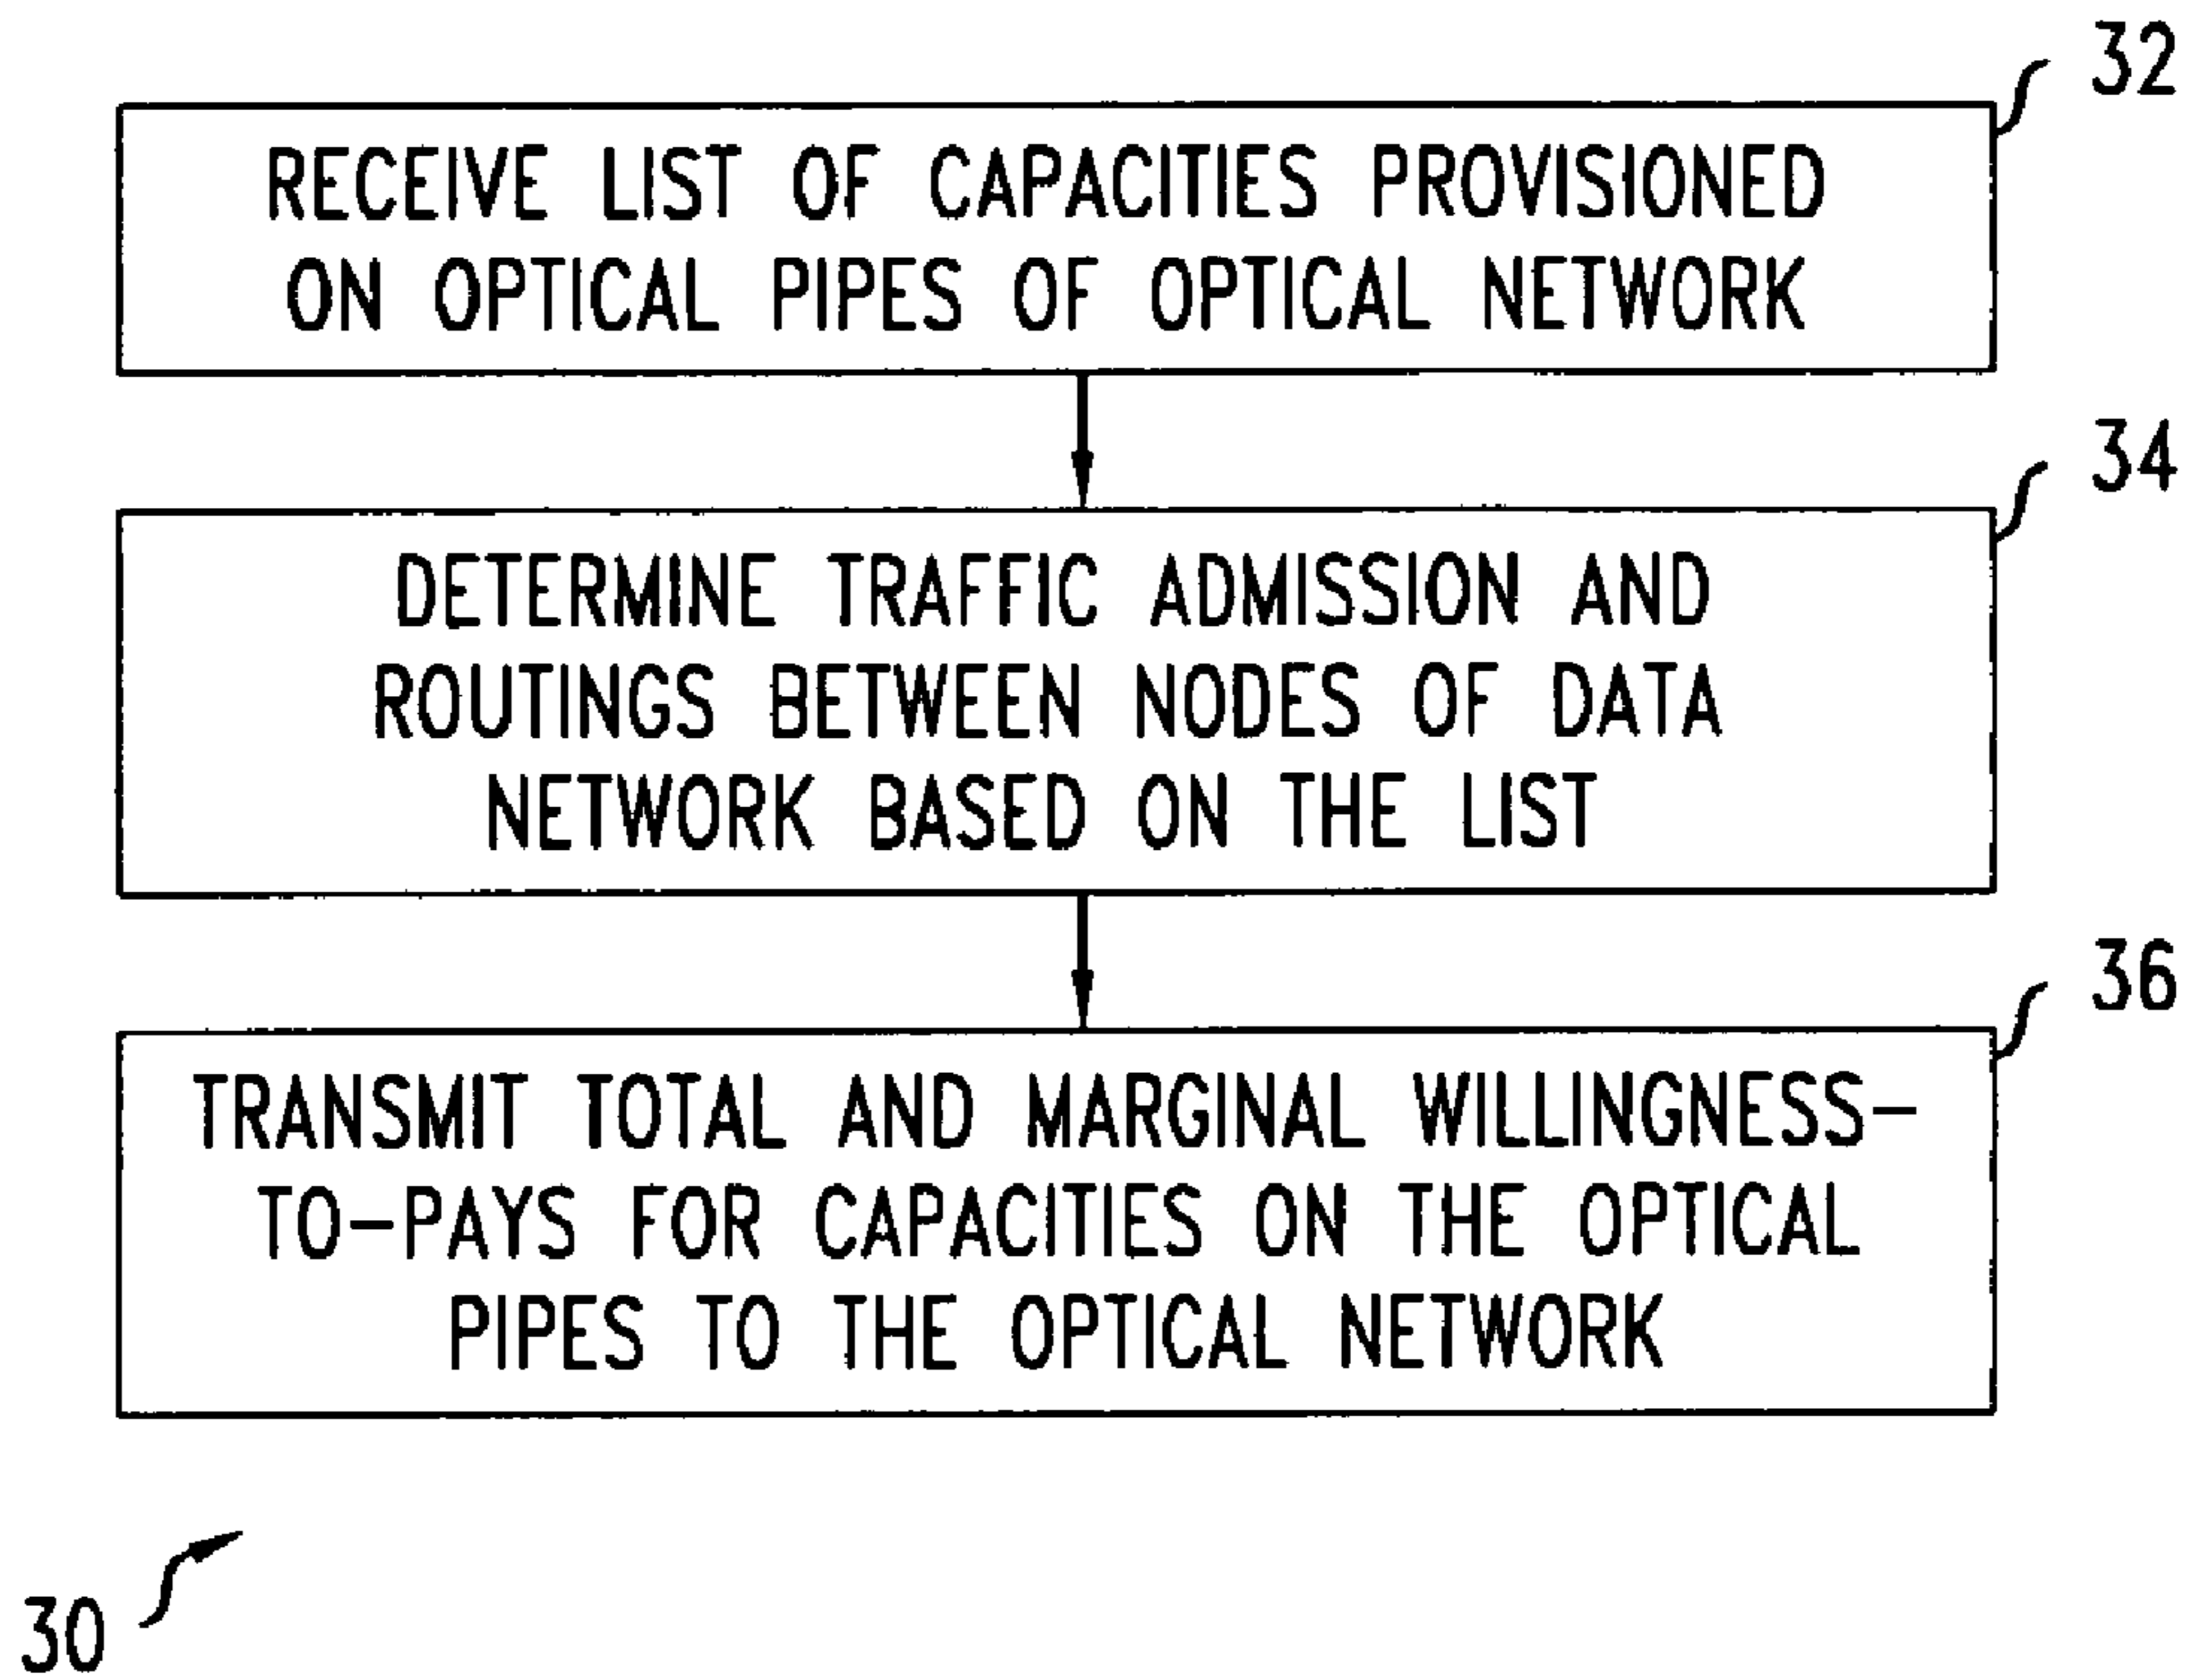 32
RECEIVE LIST OF CAPACITIES PROVISIONED
ON OPTICAL PIPES OF OPTICAL NETWORK
34
DETERMINE TRAFFIC ADMISSION AND
ROUTINGS BETWEEN NODES OF DATA
NETWORK BASED ON THE LIST
36
TRANSMIT TOTAL AND MARGINAL WILLINGNESS-
TO-PAYS FOR CAPACITIES ON THE OPTICAL
PIPES TO THE OPTICAL NETWORK
30